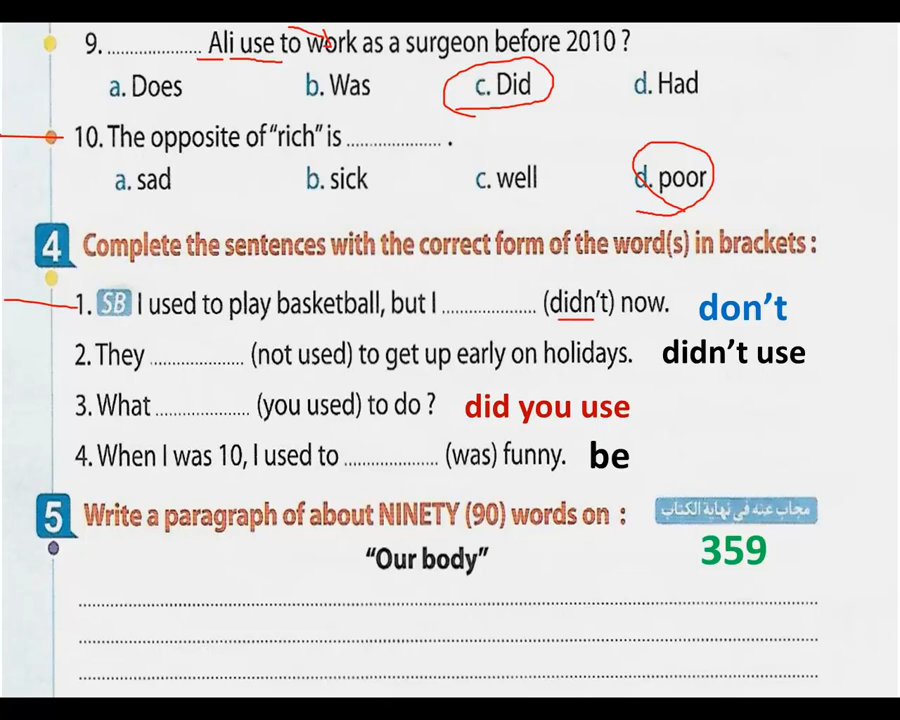 9. .................... Ali use to work as a surgeon before 2010 ?
a. Does b. Was c. Did d. Had
10. The opposite of "rich" is .................... .
a. sad b. sick c. well d. poor
4 Complete the sentences with the correct form of the word(s) in brackets :
1. SB I used to play basketball, but I .................... (didn't) now. don't
2. They .................... (not used) to get up early on holidays. didn't use
3. What .................... (you used) to do ? did you use
4. When I was 10, I used to .................... (was) funny. be
5 Write a paragraph of about NINETY (90) words on : مجاب عنه فى نهاية الكتاب
"Our body" 359